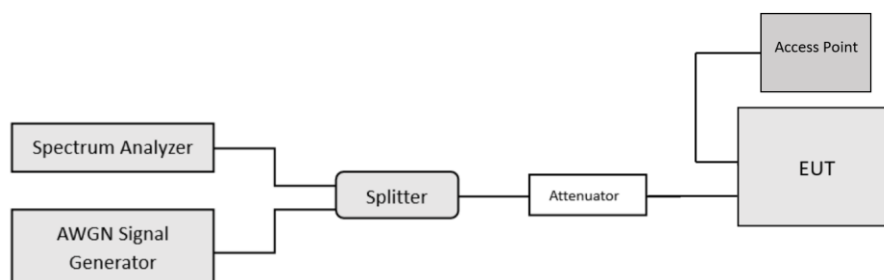 Access Point
Spectrum Analyzer
EUT
Splitter
Attenuator
AWGN Signal
Generator